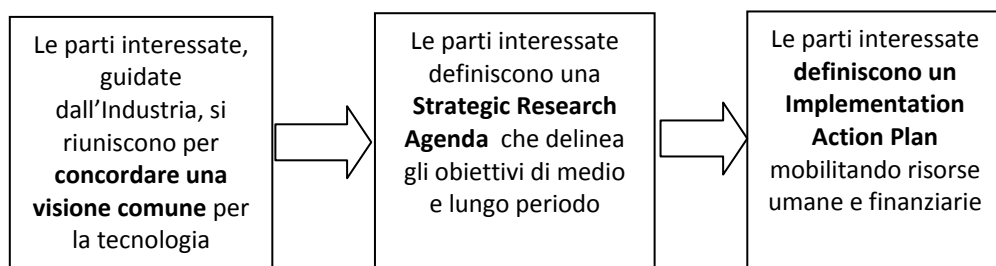 Le parti interessate,
guidate
dall'Industria, si
riuniscono per
concordare una
visione comune per
la tecnologia
Le parti interessate
definiscono una
Strategic Research
Agenda che delinea
gli obiettivi di medio
e lungo periodo
Le parti interessate
definiscono un
Implementation
Action Plan
mobilitando risorse
umane e finanziarie